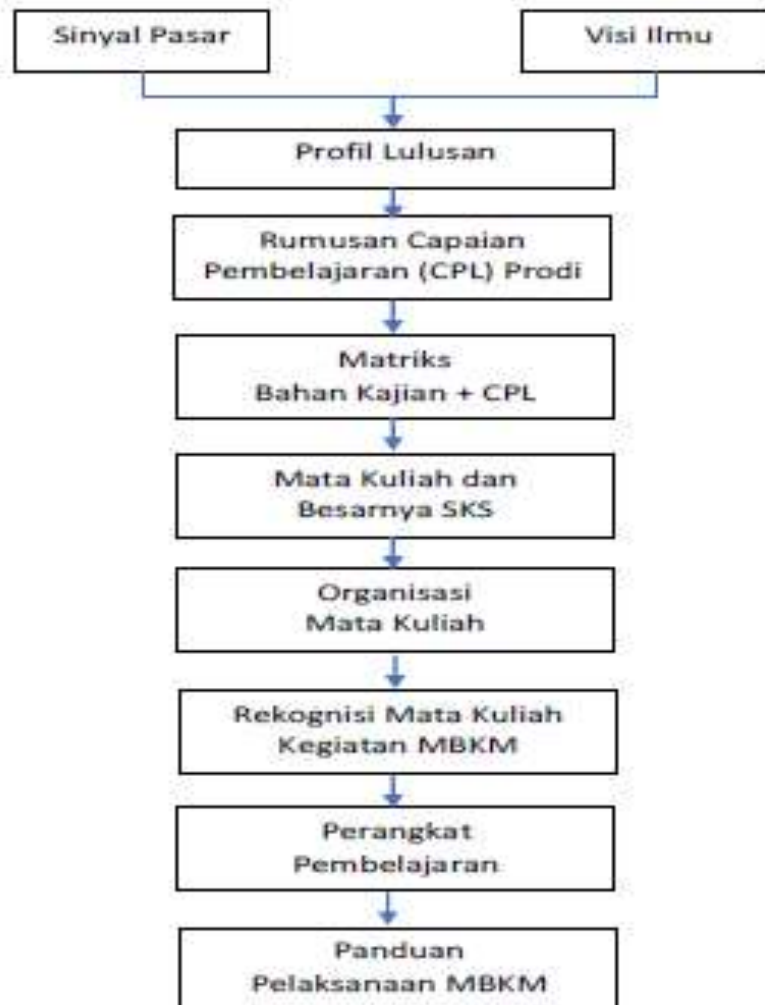 Sinyal Pasar
Visi Ilmu
Profil Lulusan
Rumusan Capaian
Pembelajaran (CPL) Prodi
Matriks
Bahan Kajian + CPL
Mata Kuliah dan
Besarnya SKS
Organisasi
Mata Kuliah
Rekognisi Mata Kuliah
Kegiatan MBKM
Perangkat
Pembelajaran
Panduan
Pelaksanaan MBKM